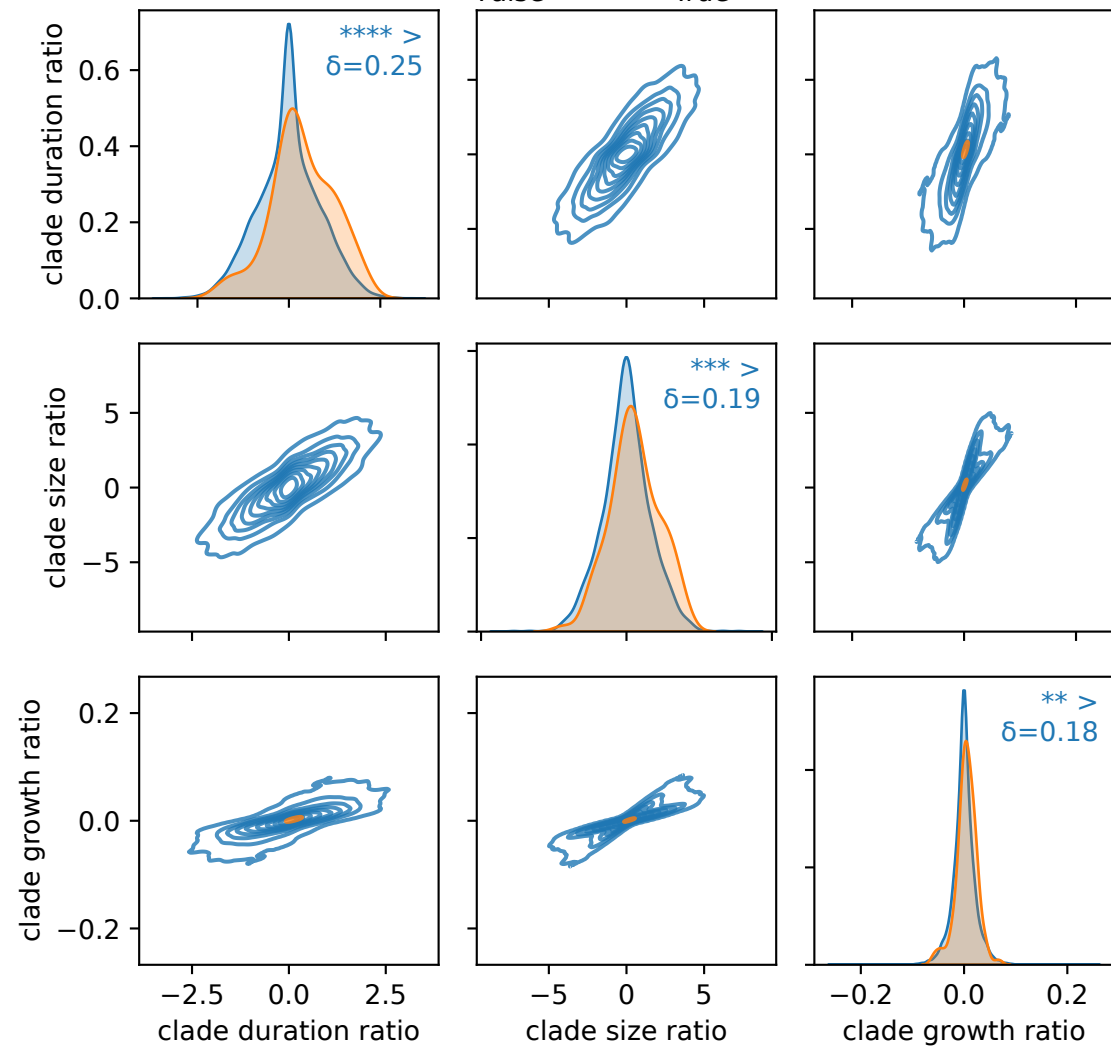 clade duration ratio
0.6
0.4
0.2
0.0
**** >
δ=0.25
clade size ratio
5
0
−5
*** >
δ=0.19
clade growth ratio
0.2
0.0
−0.2
** >
δ=0.18
−2.5 0.0 2.5
clade duration ratio
−5 0 5
clade size ratio
−0.2 0.0 0.2
clade growth ratio